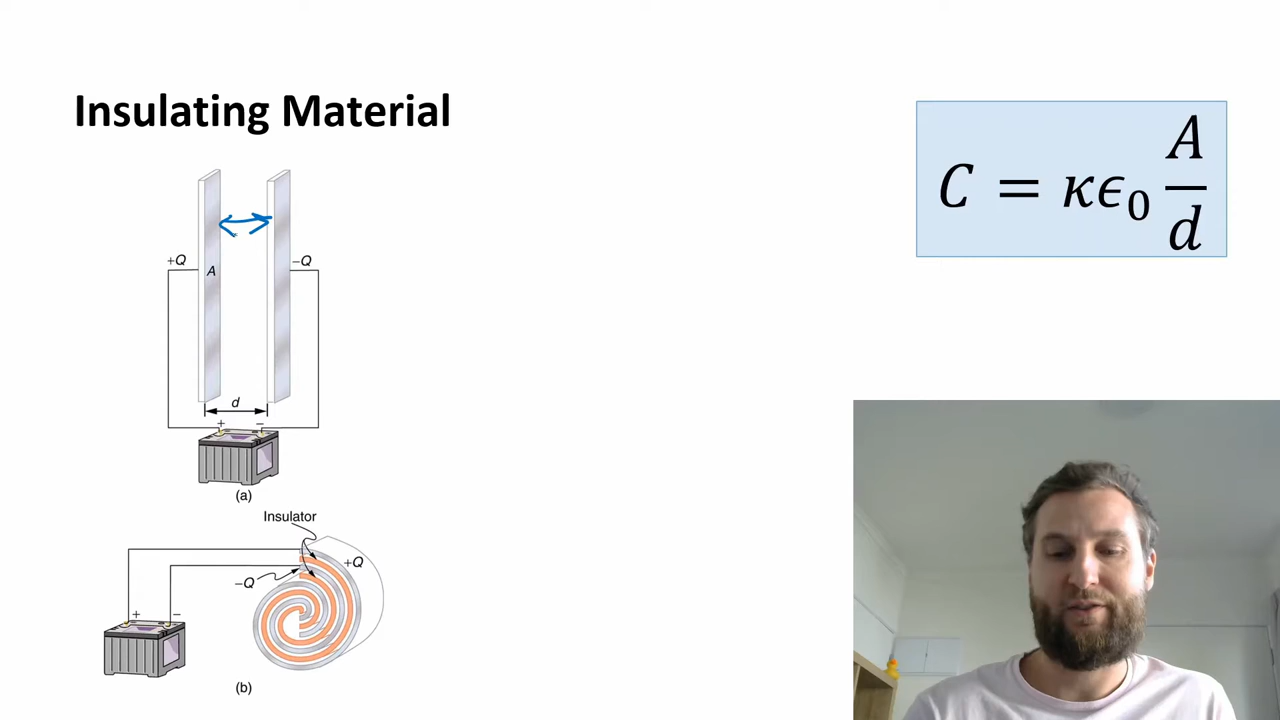 Insulating Material
C = κϵ₀ A/d
+Q
−Q
A
d
+ −
(a)
Insulator
+Q
−Q
+ −
(b)